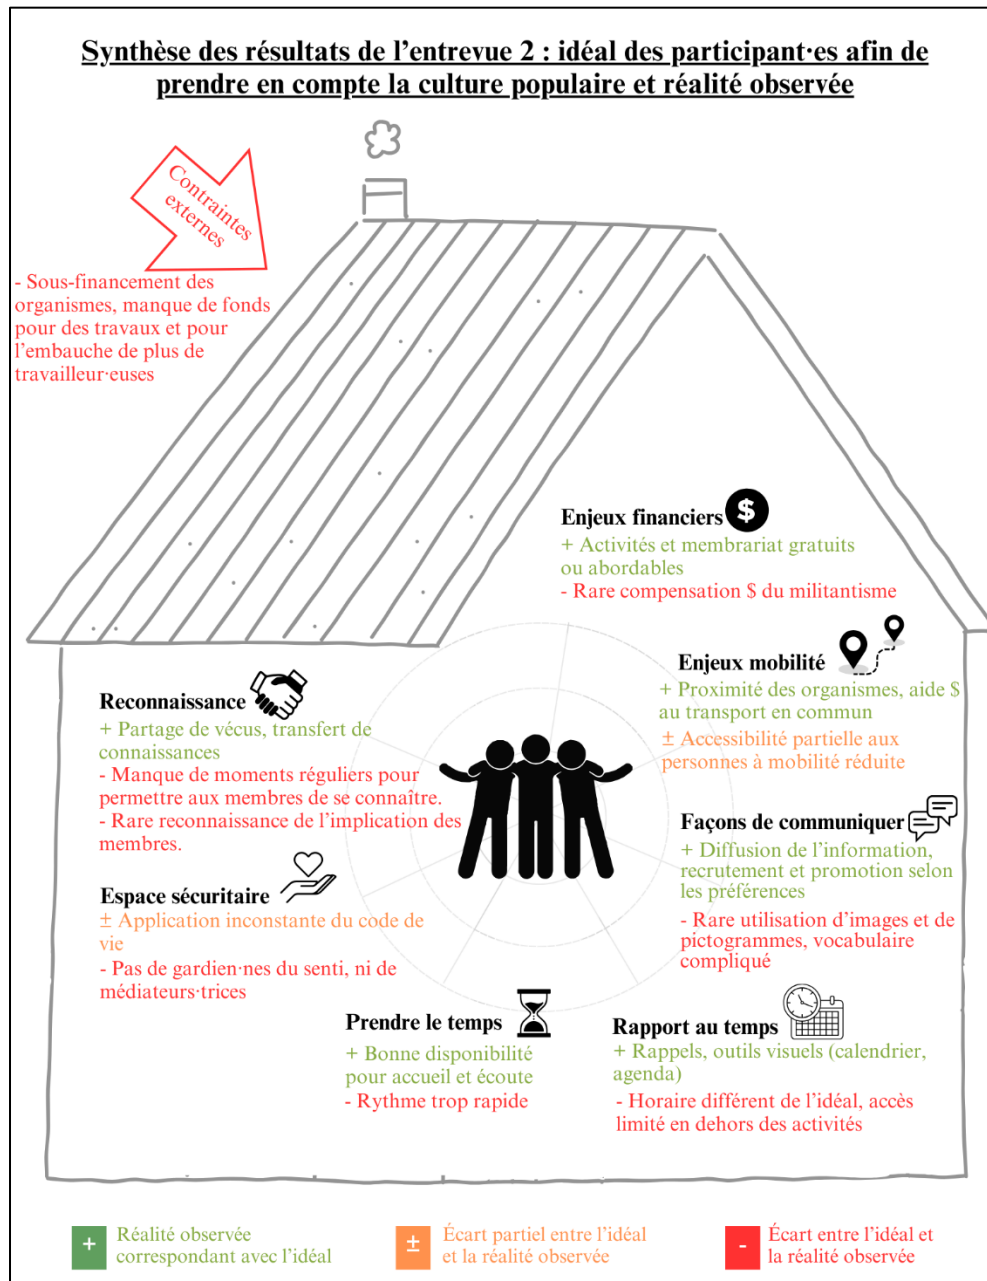 Synthèse des résultats de l'entrevue 2 : idéal des participant·es afin de
prendre en compte la culture populaire et réalité observée
Contraintes
externes
- Sous-financement des
organismes, manque de fonds
pour des travaux et pour
l'embauche de plus de
travailleur·euses
Enjeux financiers
$
+ Activités et membrariat gratuits
ou abordables
- Rare compensation $ du militantisme
Enjeux mobilité
+ Proximité des organismes, aide $
au transport en commun
± Accessibilité partielle aux
personnes à mobilité réduite
Reconnaissance
+ Partage de vécus, transfert de
connaissances
- Manque de moments réguliers pour
permettre aux membres de se connaître.
- Rare reconnaissance de l'implication des
membres.
Façons de communiquer
+ Diffusion de l'information,
recrutement et promotion selon
les préférences
- Rare utilisation d'images et de
pictogrammes, vocabulaire
compliqué
Espace sécuritaire
± Application inconstante du code de
vie
- Pas de gardien·nes du senti, ni de
médiateurs·trices
Prendre le temps
+ Bonne disponibilité
pour accueil et écoute
- Rythme trop rapide
Rapport au temps
+ Rappels, outils visuels (calendrier,
agenda)
- Horaire différent de l'idéal, accès
limité en dehors des activités
+ Réalité observée
correspondant avec l'idéal
± Écart partiel entre l'idéal
et la réalité observée
- Écart entre l'idéal et
la réalité observée